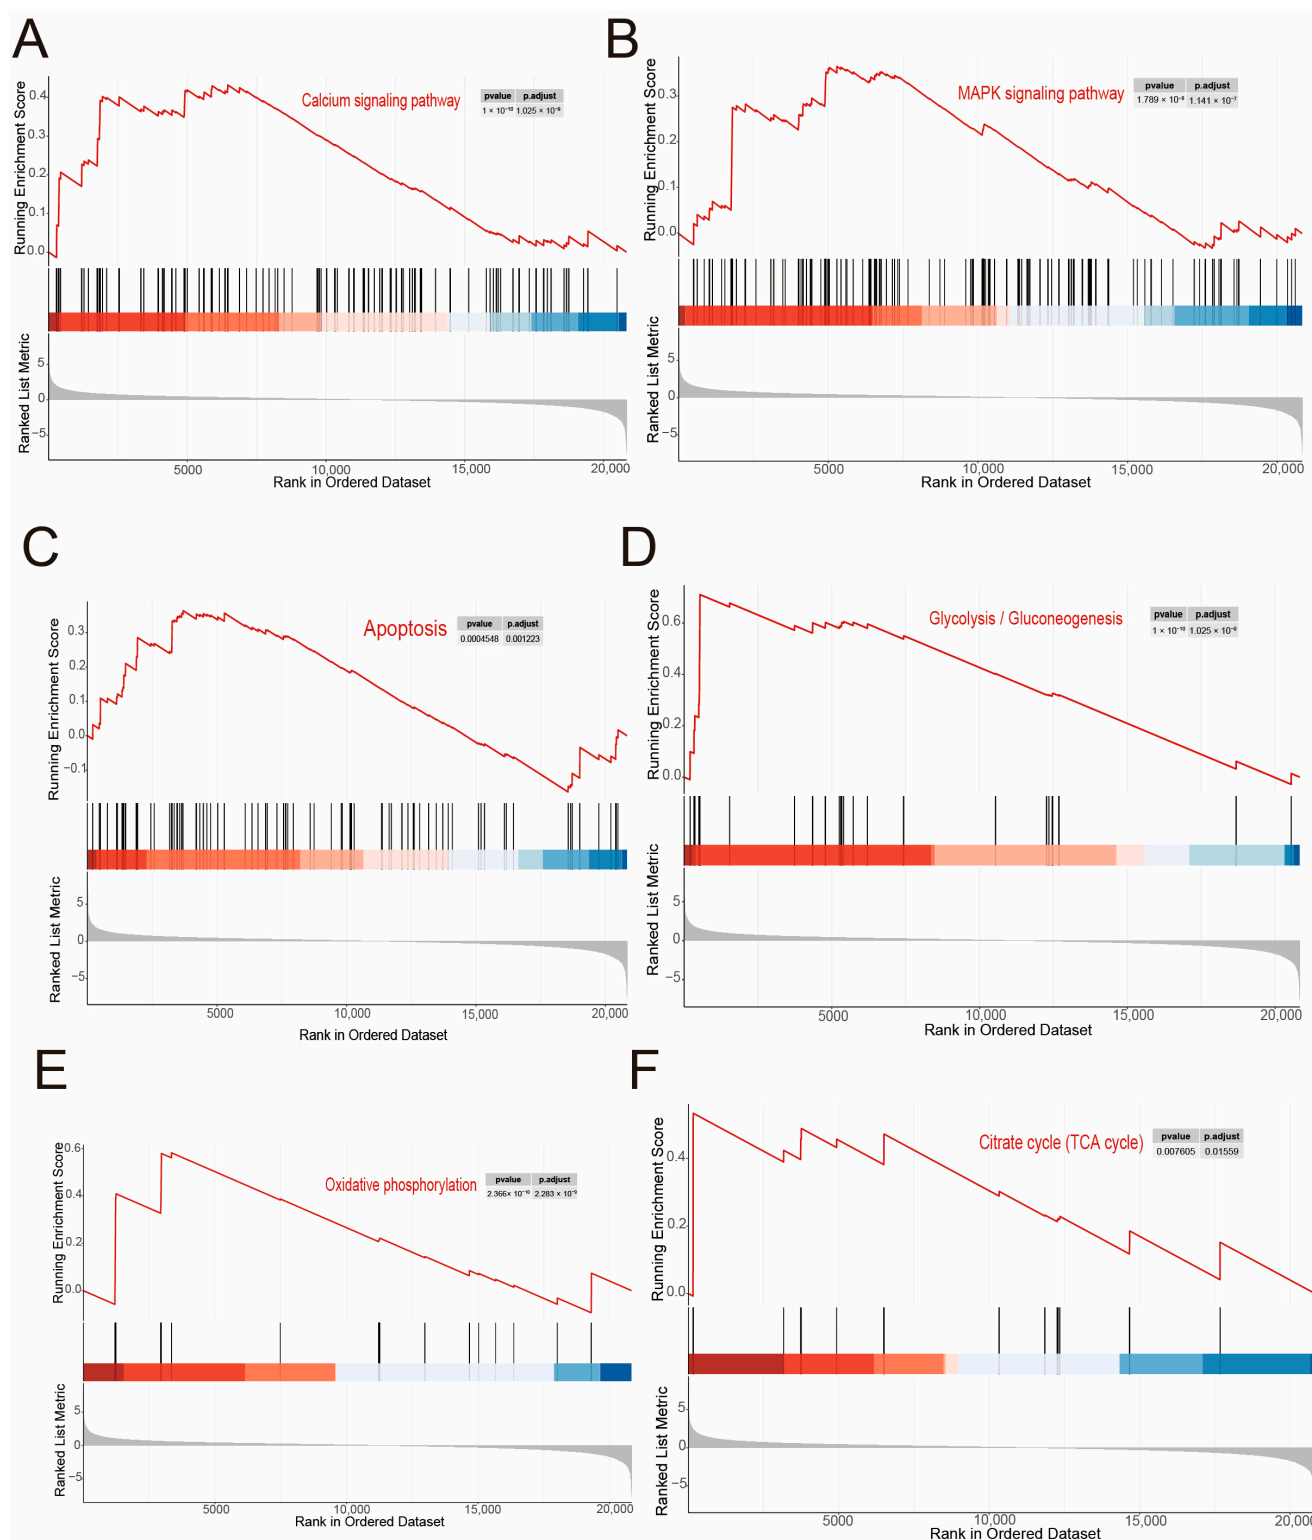 A
Running Enrichment Score
0.4
0.3
0.2
0.1
0.0
Calcium signaling pathway
pvalue p.adjust
1 × 10⁻¹⁰ 1.025 × 10⁻⁹
Ranked List Metric
5
0
−5
5000 10,000 15,000 20,000
Rank in Ordered Dataset
B
Running Enrichment Score
0.3
0.2
0.1
0.0
MAPK signaling pathway
pvalue p.adjust
1.789 × 10⁻⁸ 1.141 × 10⁻⁷
Ranked List Metric
5
0
−5
5000 10,000 15,000 20,000
Rank in Ordered Dataset
C
Running Enrichment Score
0.3
0.2
0.1
0.0
−0.1
Apoptosis
pvalue p.adjust
0.0004548 0.001223
Ranked List Metric
5
0
−5
5000 10,000 15,000 20,000
Rank in Ordered Dataset
D
Running Enrichment Score
0.6
0.4
0.2
0.0
Glycolysis / Gluconeogenesis
pvalue p.adjust
1 × 10⁻¹⁰ 1.025 × 10⁻⁹
Ranked List Metric
5
0
−5
5000 10,000 15,000 20,000
Rank in Ordered Dataset
E
Running Enrichment Score
0.6
0.4
0.2
0.0
Oxidative phosphorylation
pvalue p.adjust
2.366× 10⁻¹⁰ 2.283 × 10⁻⁹
Ranked List Metric
5
0
−5
5000 10,000 15,000 20,000
Rank in Ordered Dataset
F
Running Enrichment Score
0.4
0.2
0.0
Citrate cycle (TCA cycle)
pvalue p.adjust
0.007605 0.01559
Ranked List Metric
5
0
−5
5000 10,000 15,000 20,000
Rank in Ordered Dataset